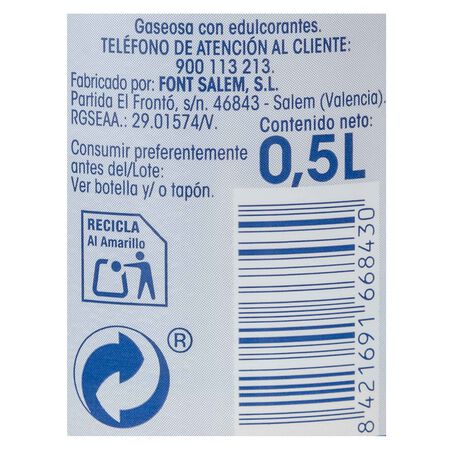 Gaseosa con edulcorantes.
TELÉFONO DE ATENCIÓN AL CLIENTE:
900 113 213.
Fabricado por: FONT SALEM, S.L.
Partida El Frontó, s/n. 46843 - Salem (Valencia).
RGSEAA.: 29.01574/V.
Contenido neto:
0,5L
Consumir preferentemente
antes del/Lote:
Ver botella y/o tapón.
RECICLA
Al Amarillo
®
8 421691 668430